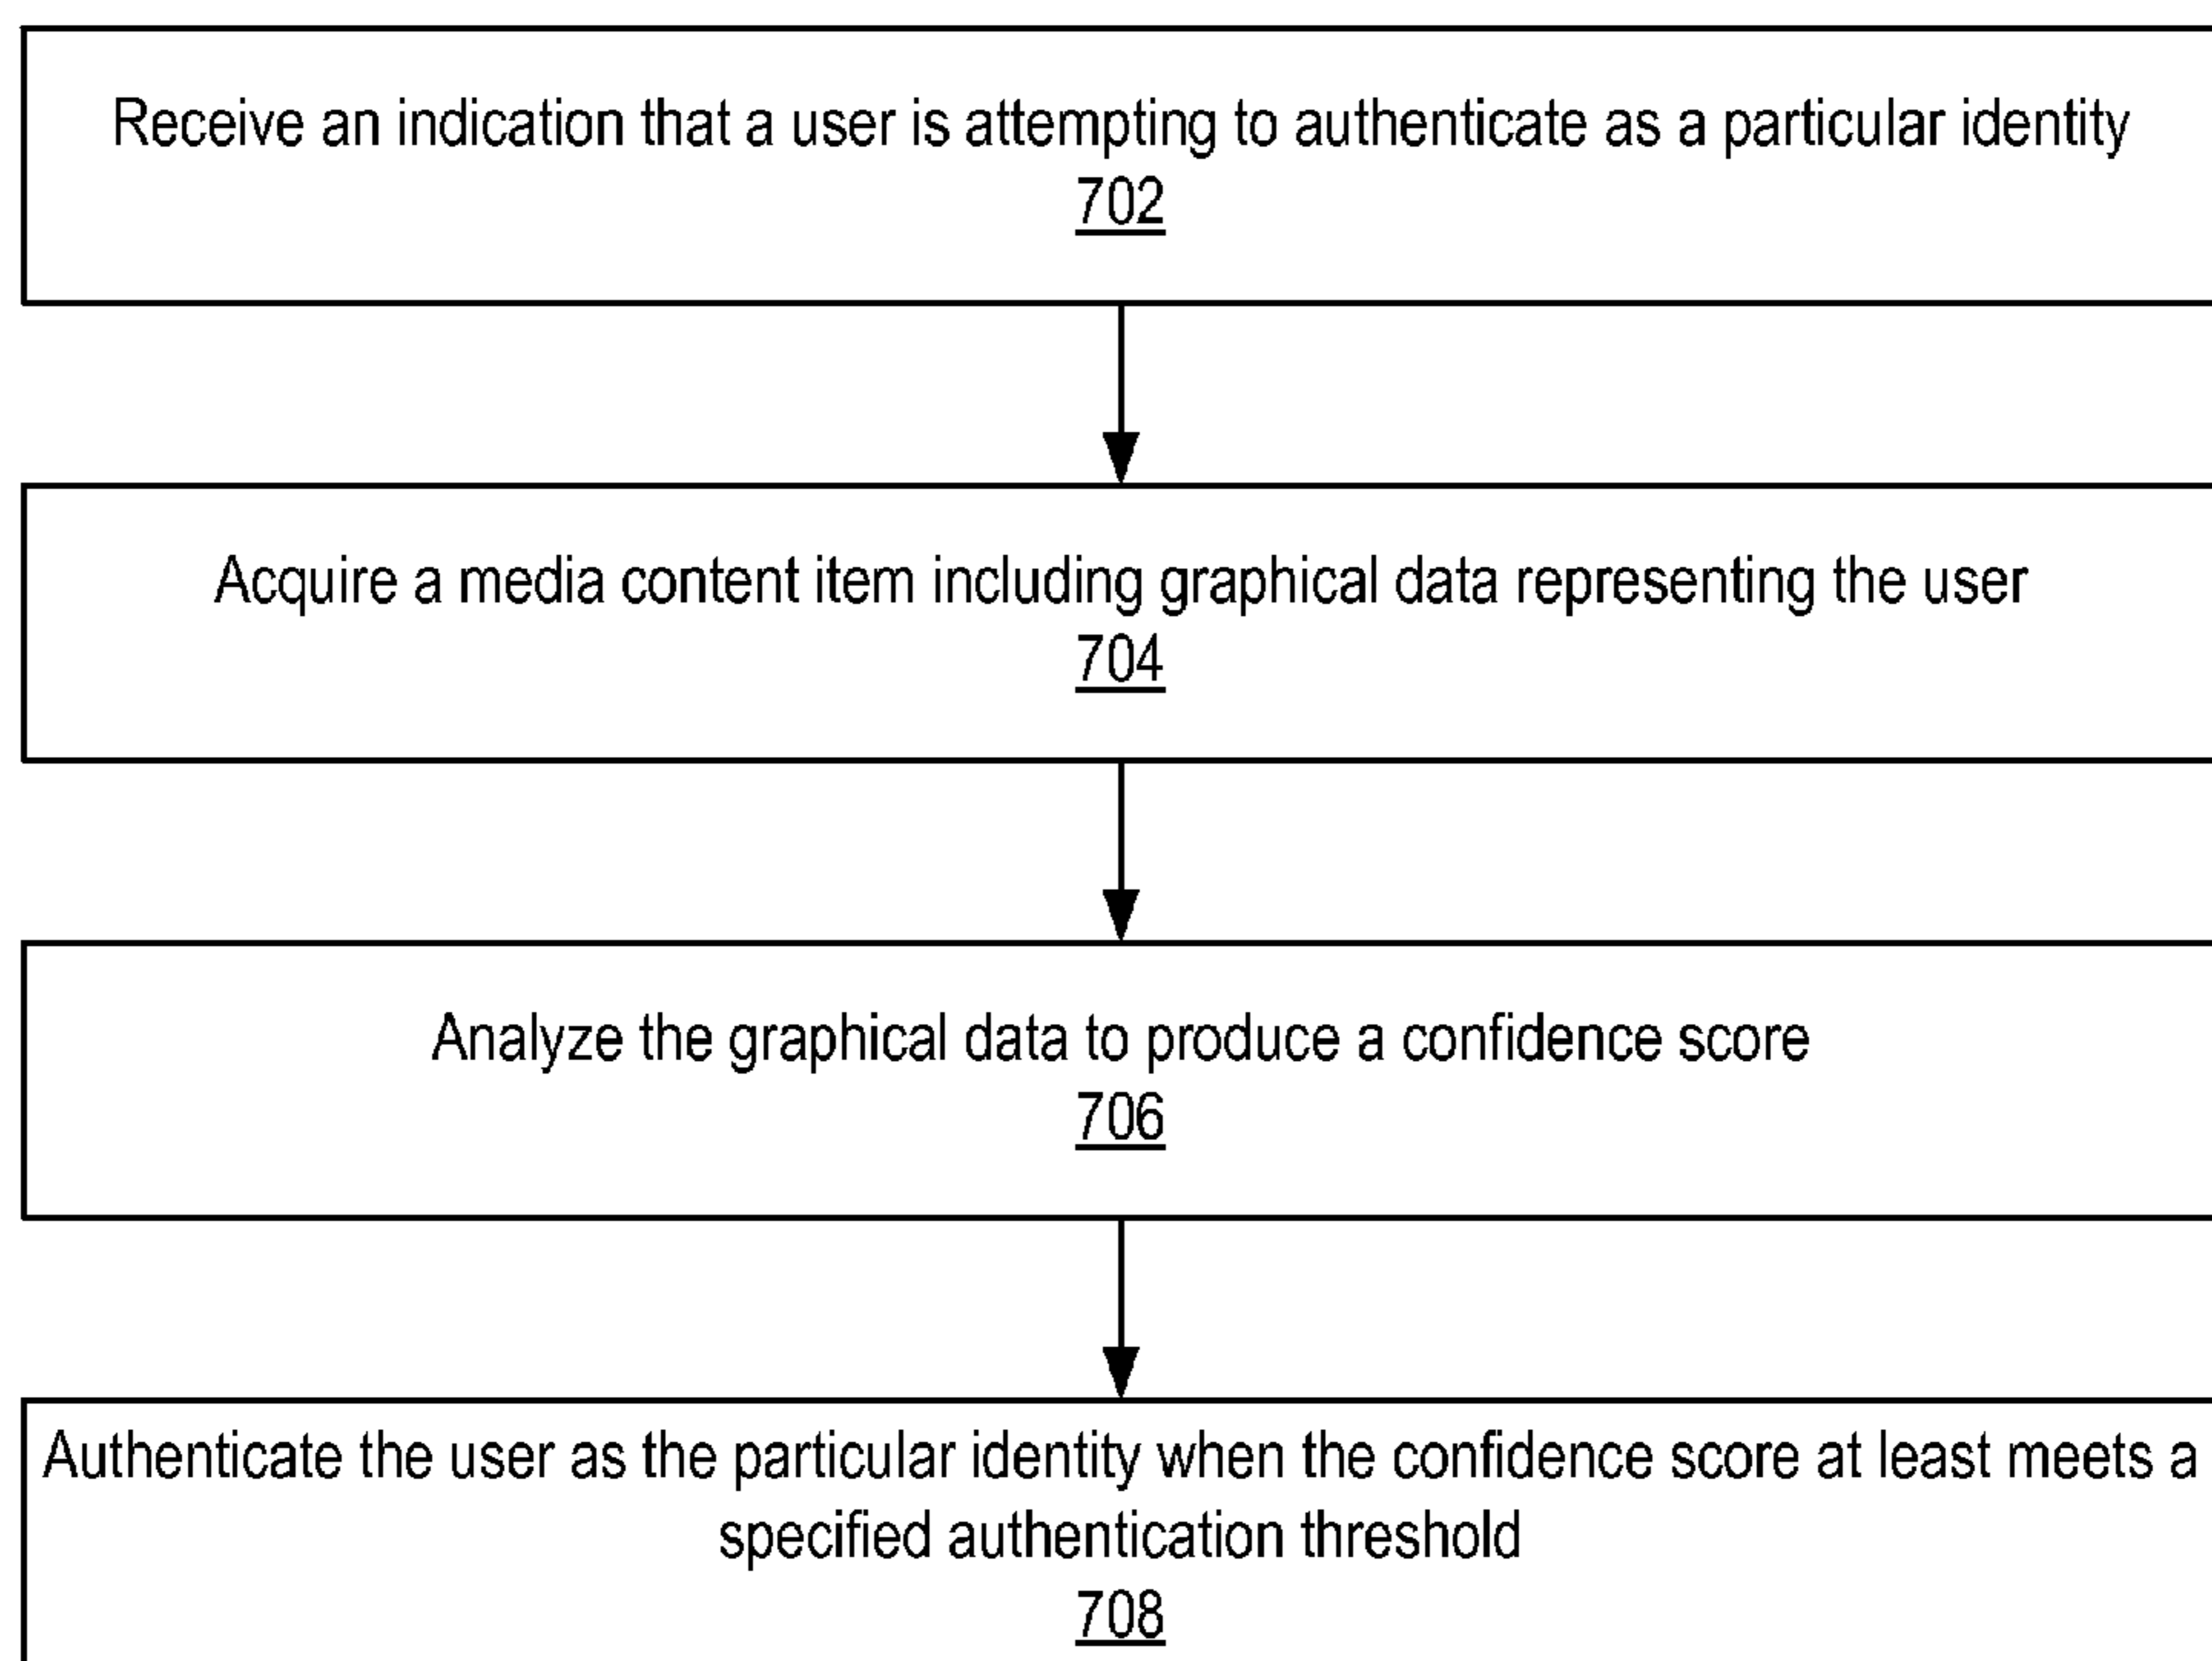 Receive an indication that a user is attempting to authenticate as a particular identity
702
Acquire a media content item including graphical data representing the user
704
Analyze the graphical data to produce a confidence score
706
Authenticate the user as the particular identity when the confidence score at least meets a
specified authentication threshold
708